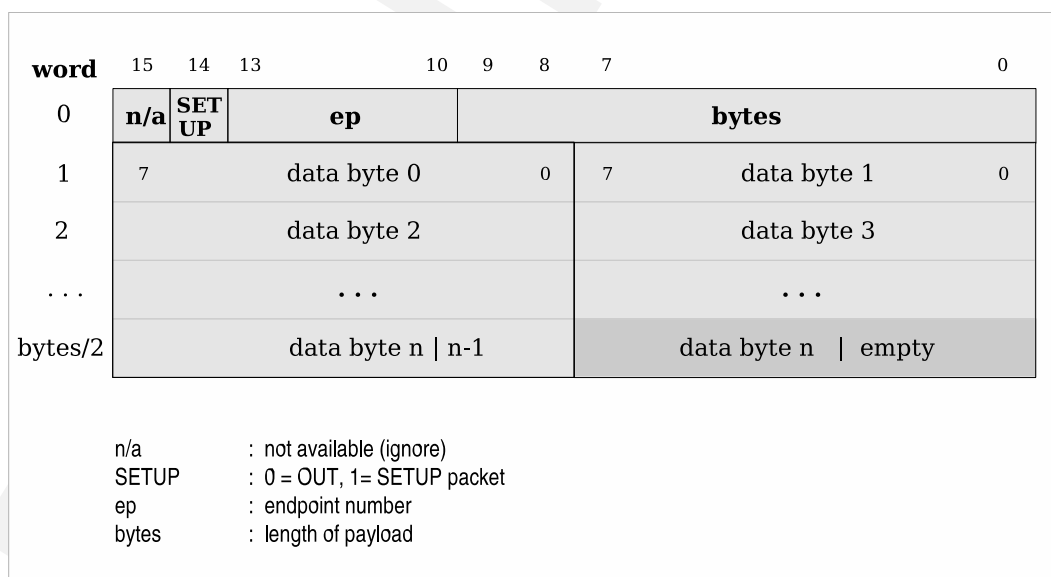 word 15 14 13 10 9 8 7 0
0 n/a SET UP ep bytes
1 7 data byte 0 0 7 data byte 1 0
2 data byte 2 data byte 3
. . . . . . . . .
bytes/2 data byte n | n-1 data byte n | empty
n/a : not available (ignore)
SETUP : 0 = OUT, 1= SETUP packet
ep : endpoint number
bytes : length of payload